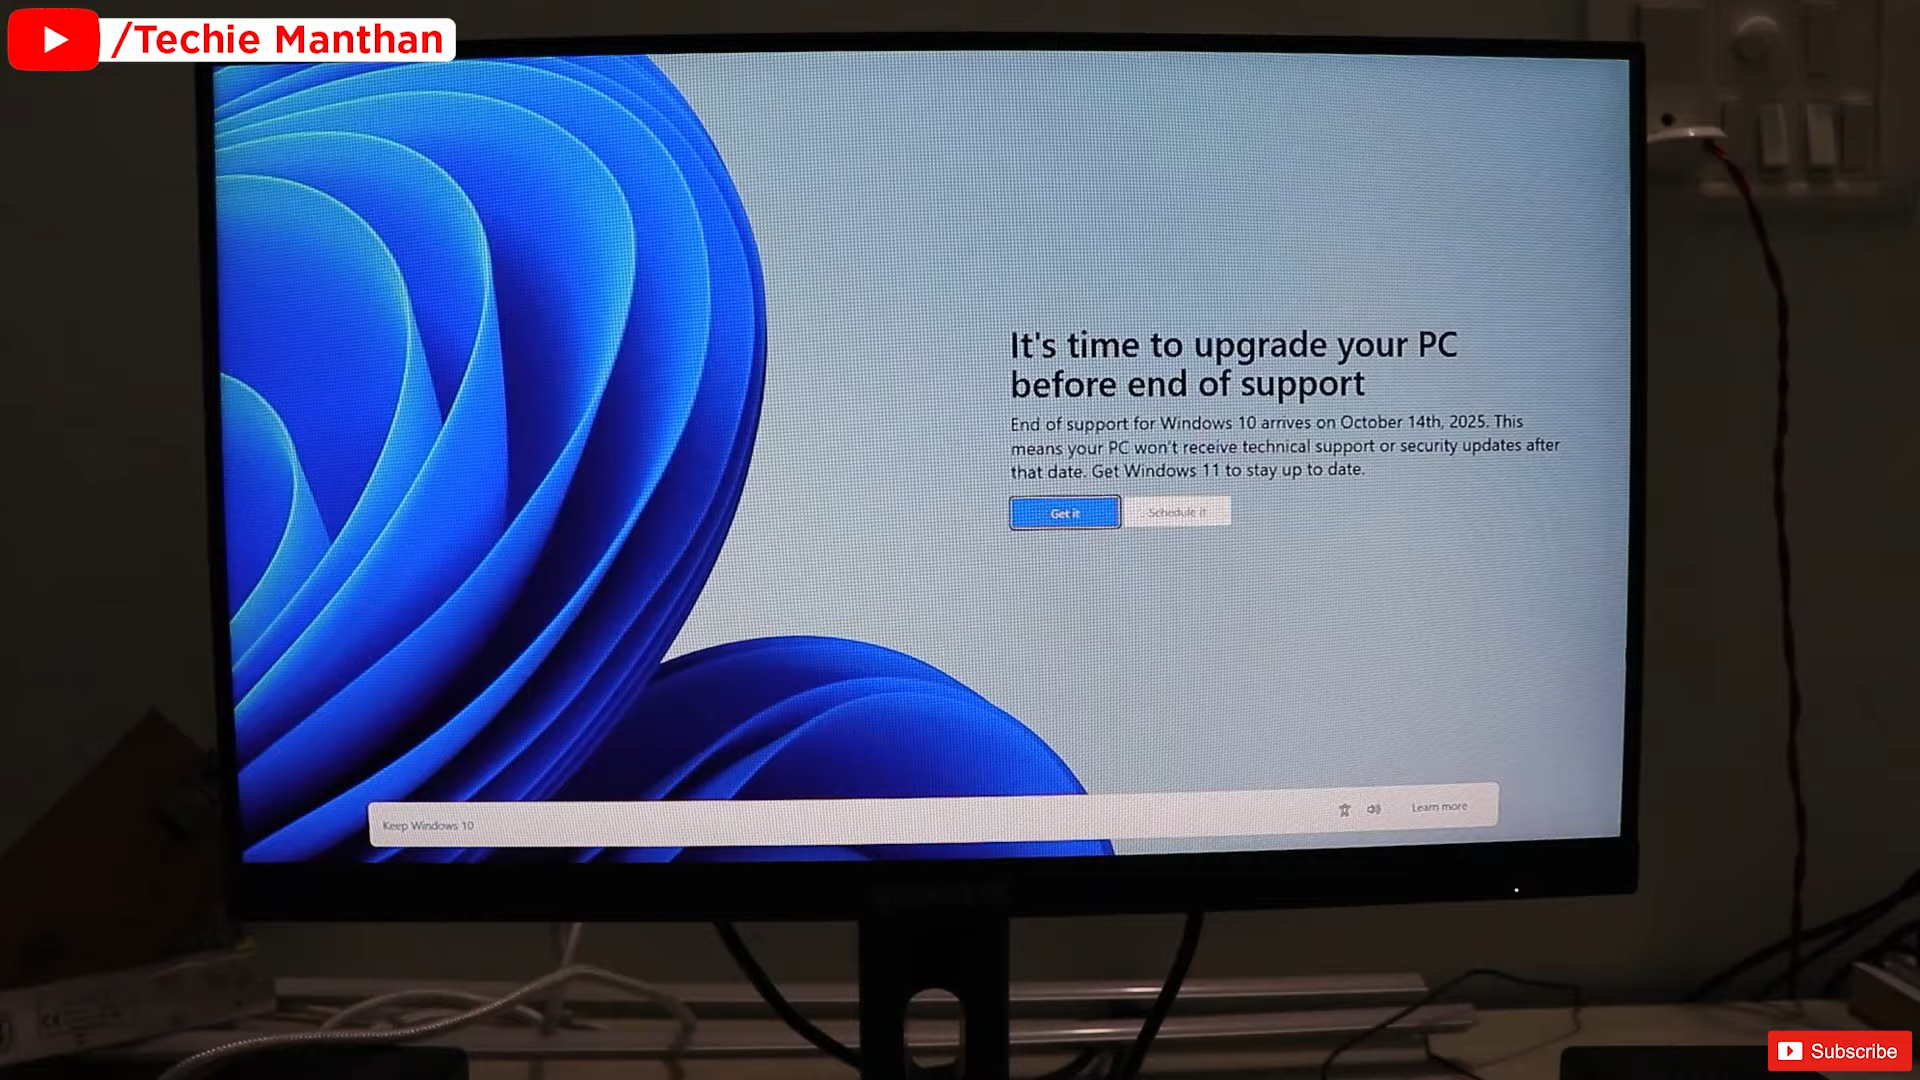 /Techie Manthan
It's time to upgrade your PC
before end of support
End of support for Windows 10 arrives on October 14th, 2025. This
means your PC won't receive technical support or security updates after
that date. Get Windows 11 to stay up to date.
Get it
Schedule it
Keep Windows 10
Learn more
Subscribe